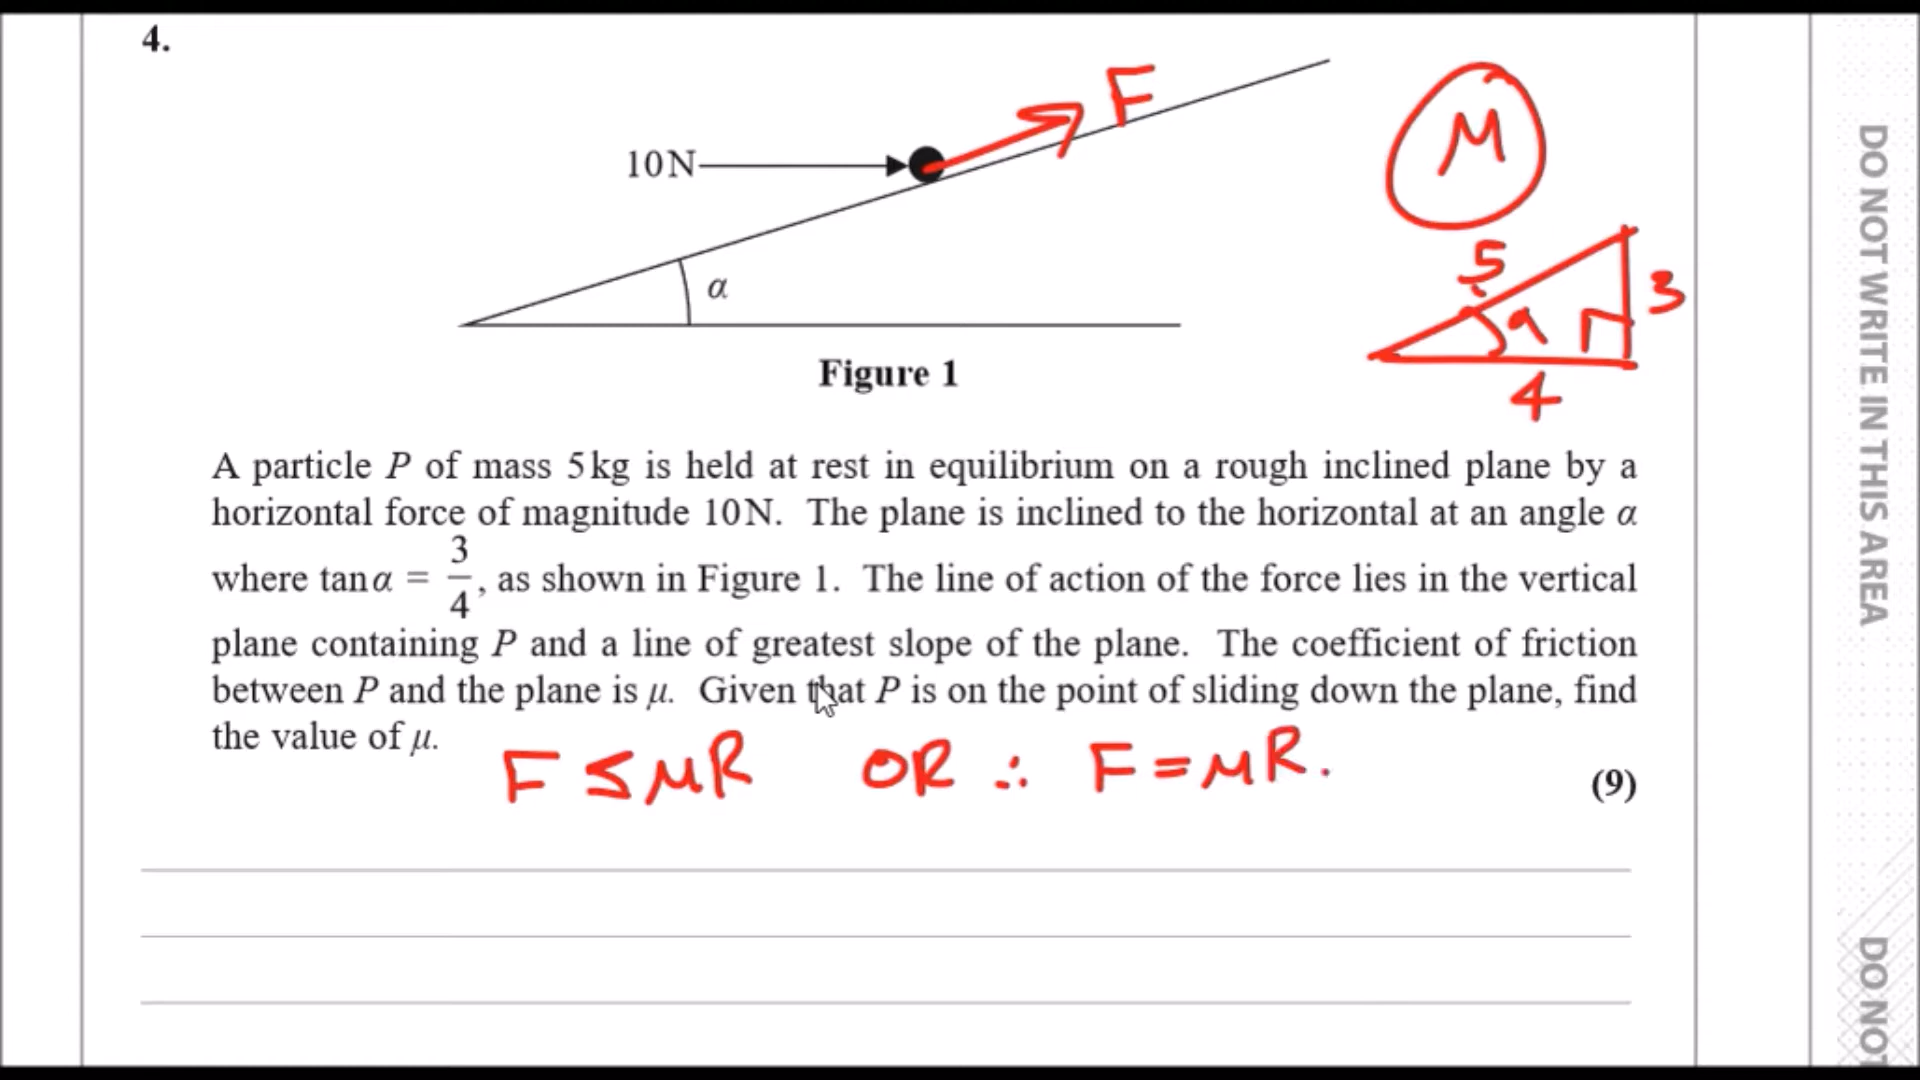 4.
F
M
10N
5
3
α
α
4
Figure 1
A particle P of mass 5 kg is held at rest in equilibrium on a rough inclined plane by a
horizontal force of magnitude 10 N. The plane is inclined to the horizontal at an angle α
where tan α = 3/4, as shown in Figure 1. The line of action of the force lies in the vertical
plane containing P and a line of greatest slope of the plane. The coefficient of friction
between P and the plane is μ. Given that P is on the point of sliding down the plane, find
the value of μ.
F ≤ μR OR ∴ F = μR.
(9)
DO NOT WRITE IN THIS AREA
DO NOT